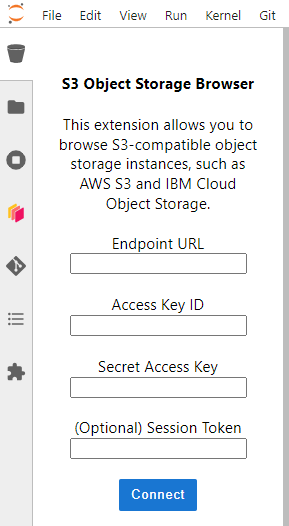 File Edit View Run Kernel Git
S3 Object Storage Browser
This extension allows you to
browse S3-compatible object
storage instances, such as
AWS S3 and IBM Cloud
Object Storage.
Endpoint URL
Access Key ID
Secret Access Key
(Optional) Session Token
Connect